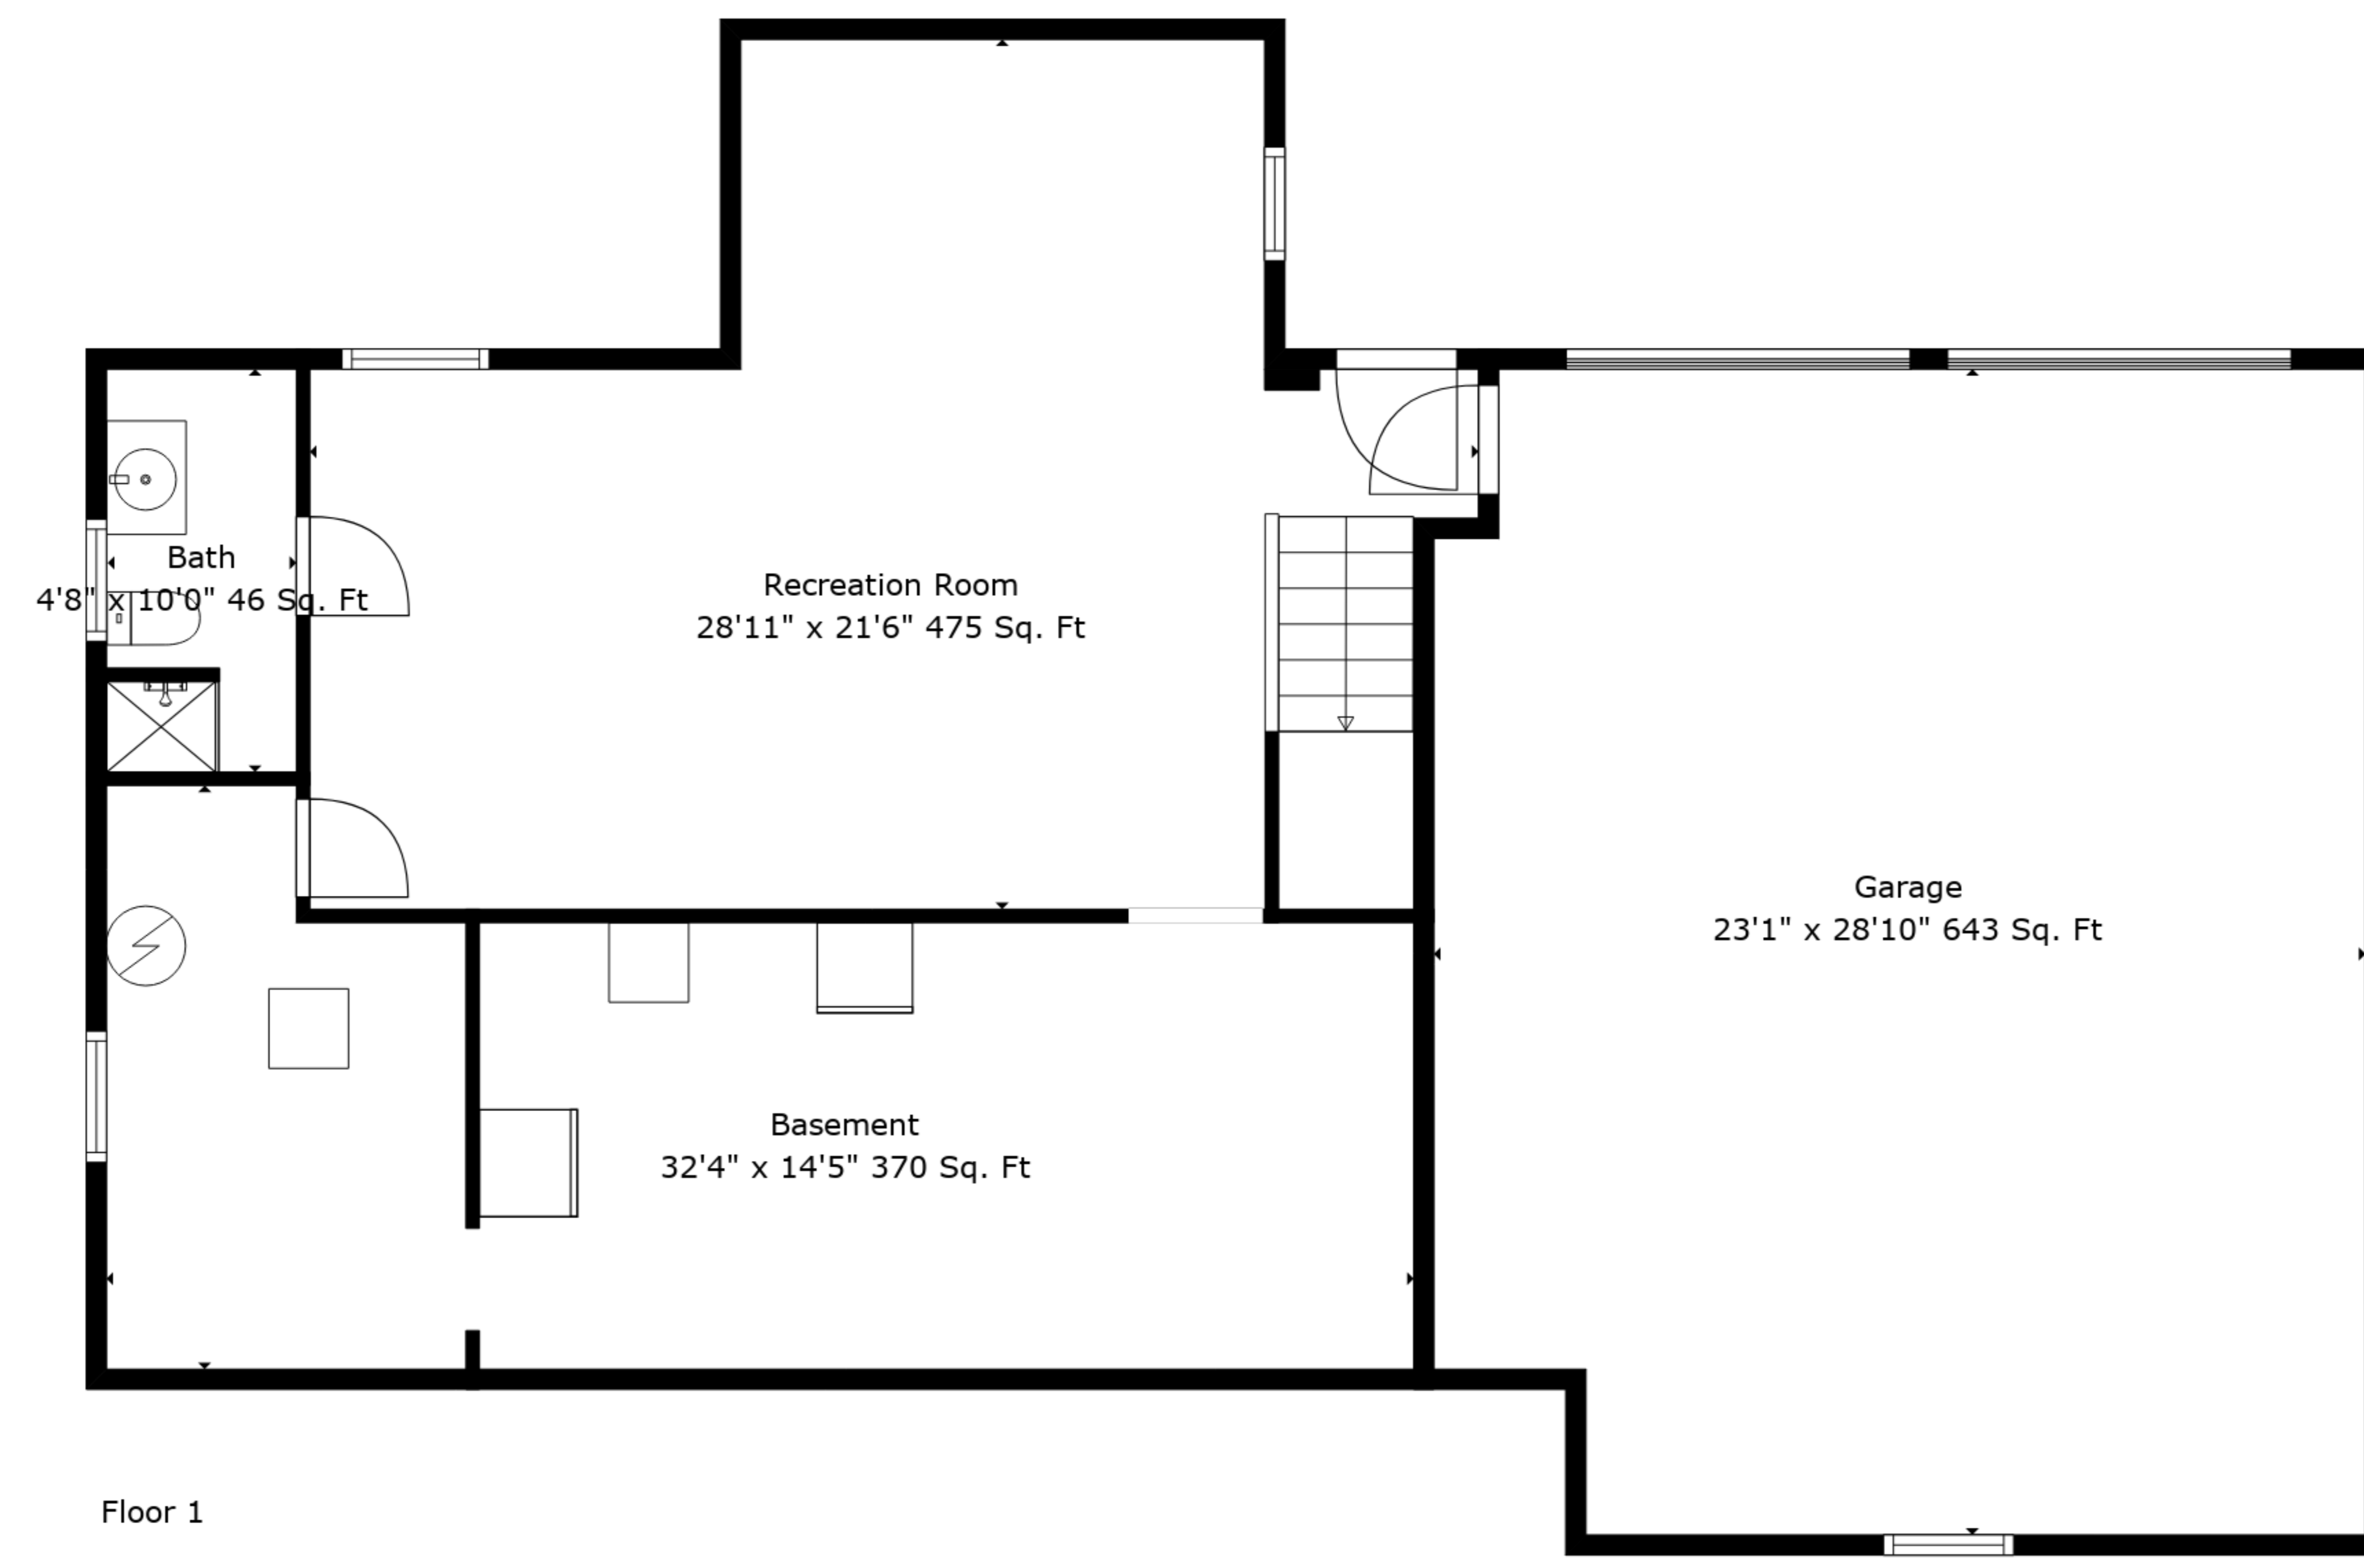 Bath
4'8" x 10'0" 46 Sq. Ft
Recreation Room
28'11" x 21'6" 475 Sq. Ft
Garage
23'1" x 28'10" 643 Sq. Ft
Basement
32'4" x 14'5" 370 Sq. Ft
Floor 1